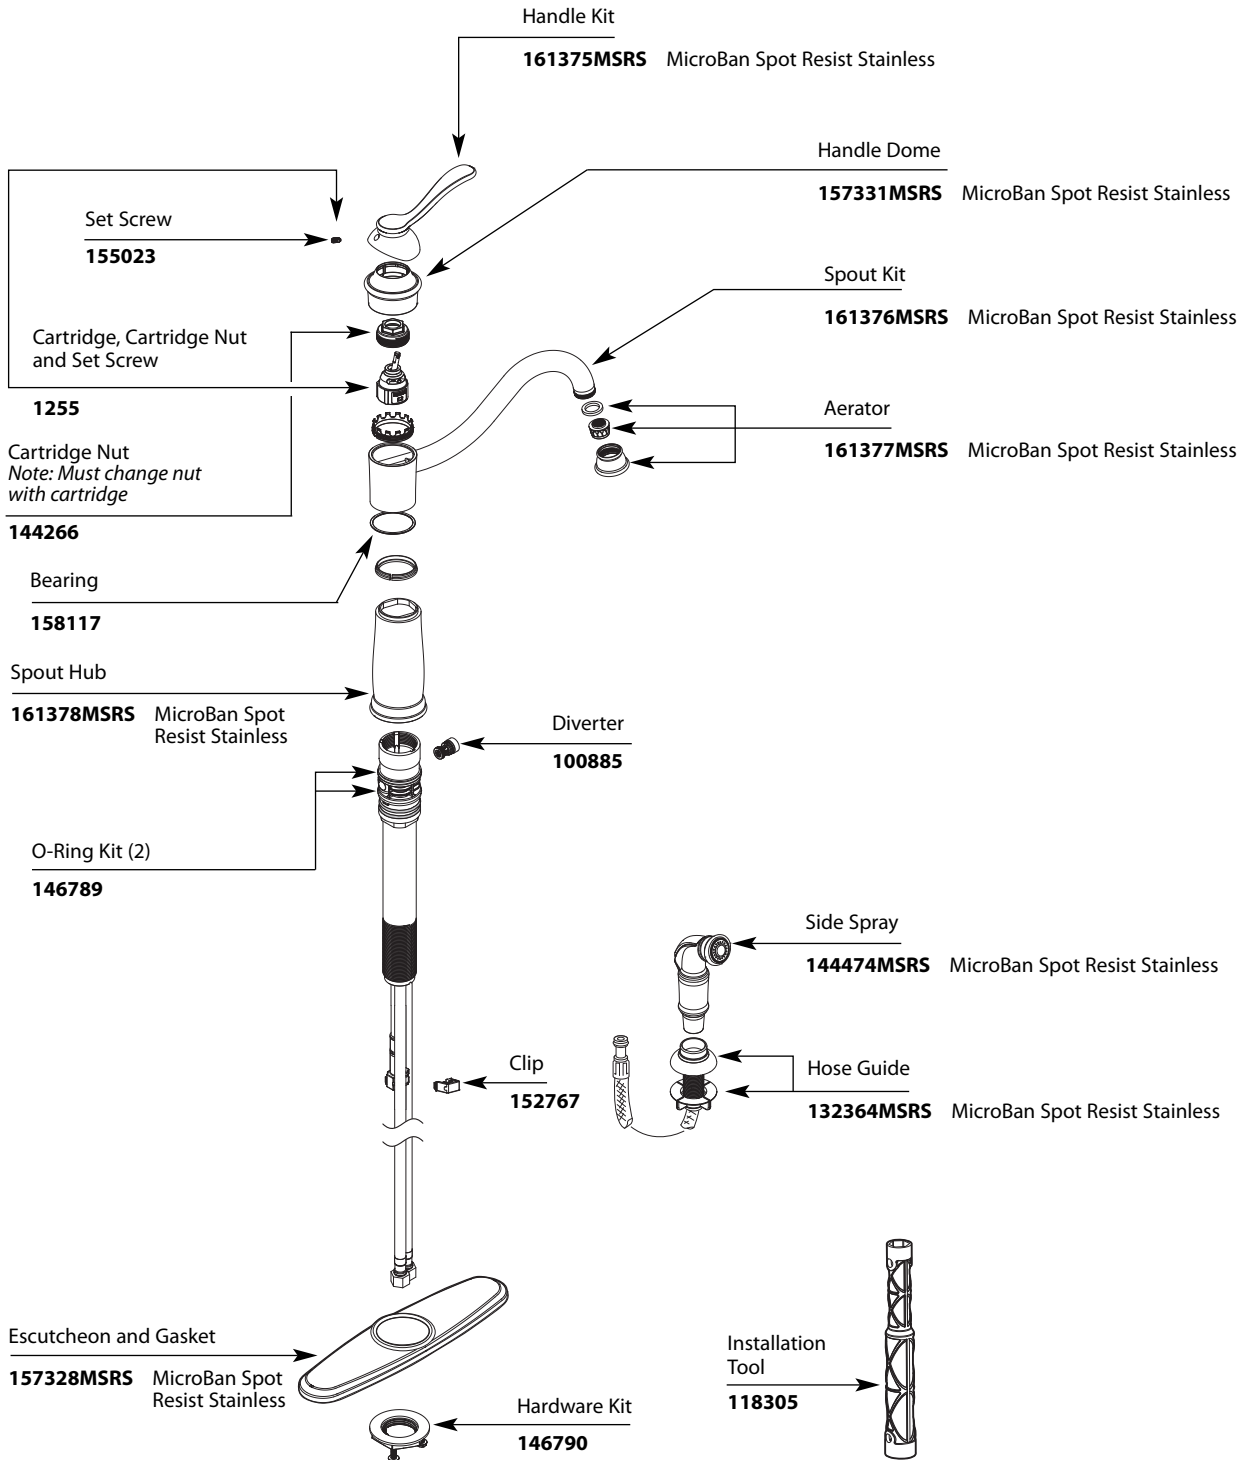 Handle Kit
161375MSRS MicroBan Spot Resist Stainless
Handle Dome
157331MSRS MicroBan Spot Resist Stainless
Set Screw
155023
Spout Kit
161376MSRS MicroBan Spot Resist Stainless
Cartridge, Cartridge Nut
and Set Screw
1255
Aerator
161377MSRS MicroBan Spot Resist Stainless
Cartridge Nut
Note: Must change nut
with cartridge
144266
Bearing
158117
Spout Hub
161378MSRS MicroBan Spot
Resist Stainless
Diverter
100885
O-Ring Kit (2)
146789
Side Spray
144474MSRS MicroBan Spot Resist Stainless
Clip
152767
Hose Guide
132364MSRS MicroBan Spot Resist Stainless
Escutcheon and Gasket
157328MSRS MicroBan Spot
Resist Stainless
Installation
Tool
118305
Hardware Kit
146790